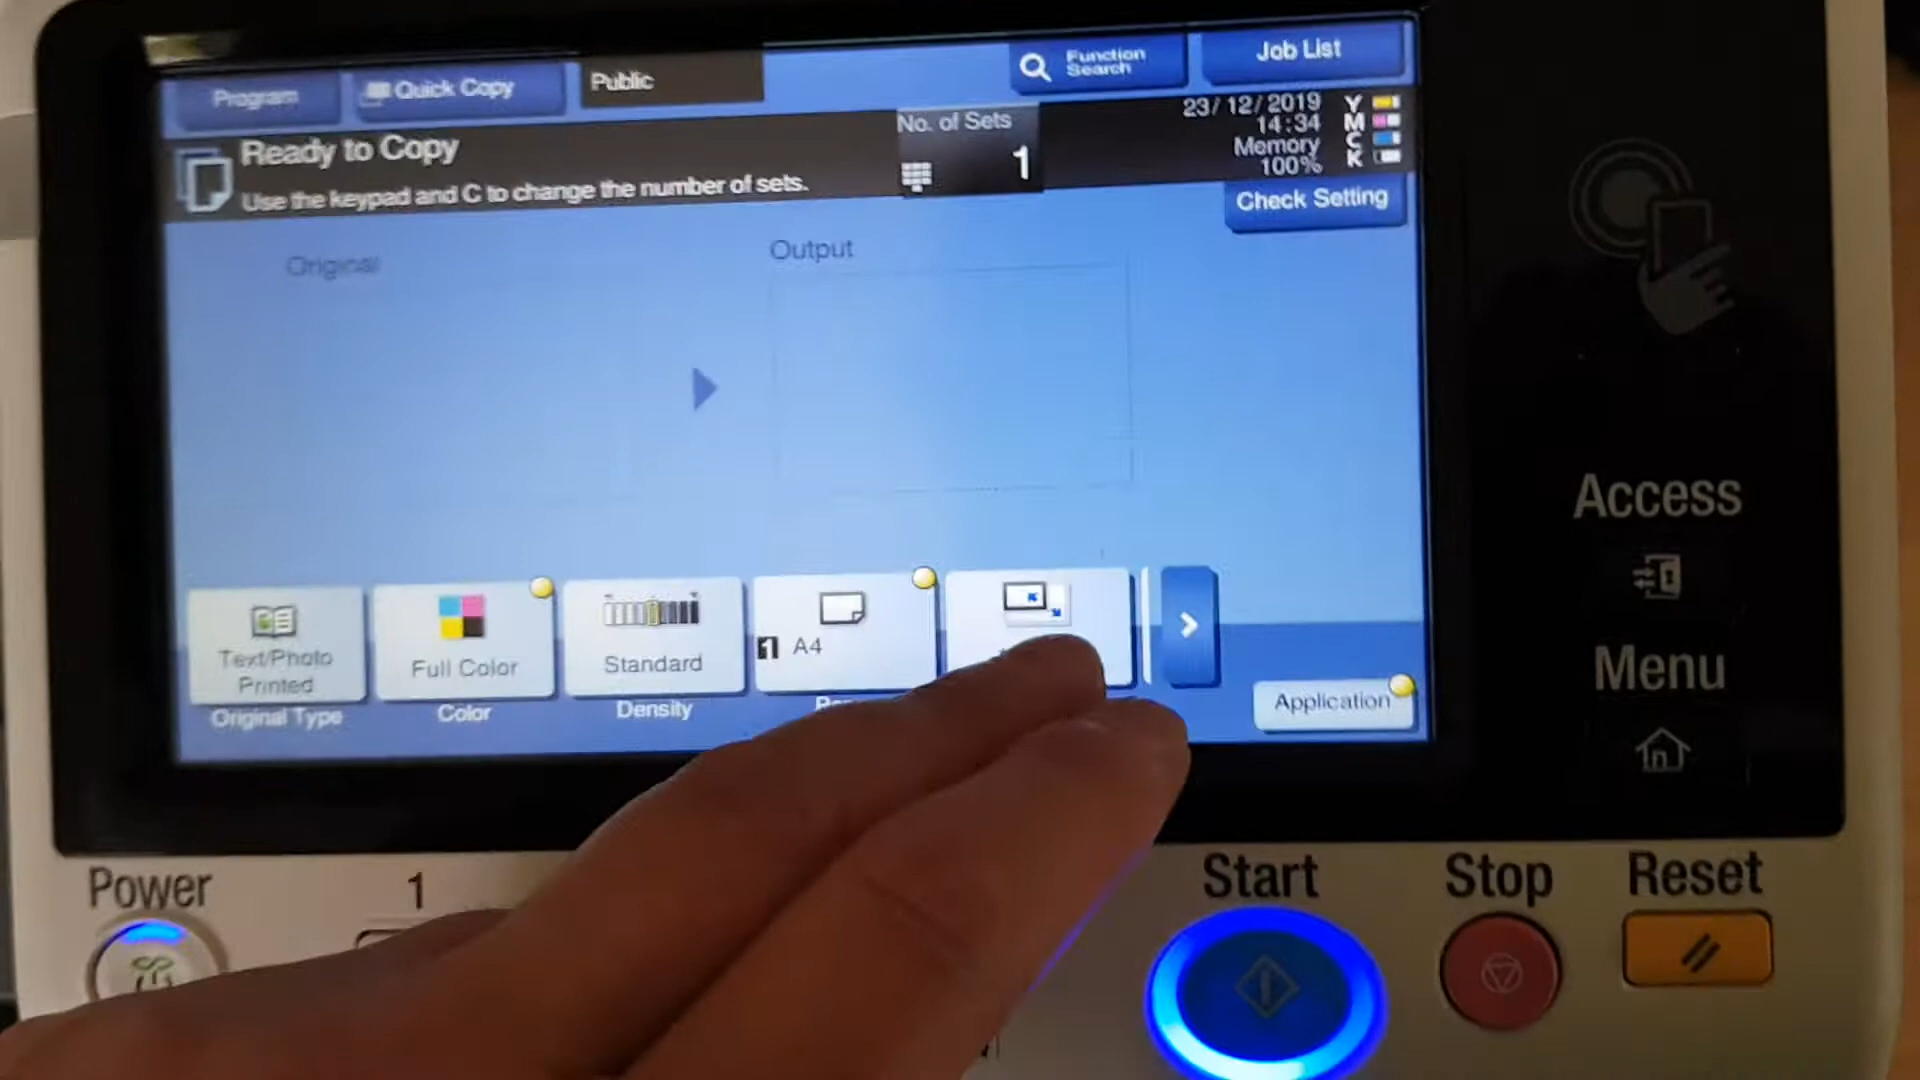 Program
Quick Copy
Public
Function
Search
Job List
Ready to Copy
Use the keypad and C to change the number of sets.
No. of Sets
1
23/12/2019
14:34
Memory
100%
Y
M
C
K
Check Setting
Original
Output
Text/Photo
Printed
Full Color
Standard
1 A4
Original Type
Color
Density
Application
Access
Menu
Power
1
Start
Stop
Reset